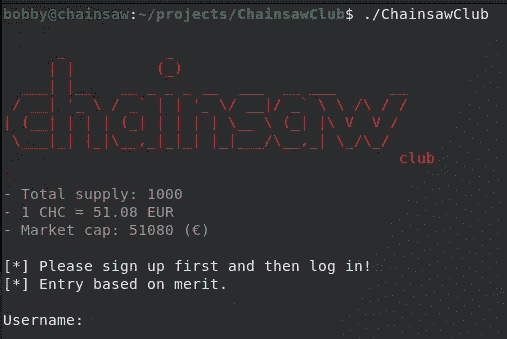 bobby@chainsaw:~/projects/ChainsawClub$ ./ChainsawClub
chainsaw
club
- Total supply: 1000
- 1 CHC = 51.08 EUR
- Market cap: 51080 (€)
[*] Please sign up first and then log in!
[*] Entry based on merit.
Username: